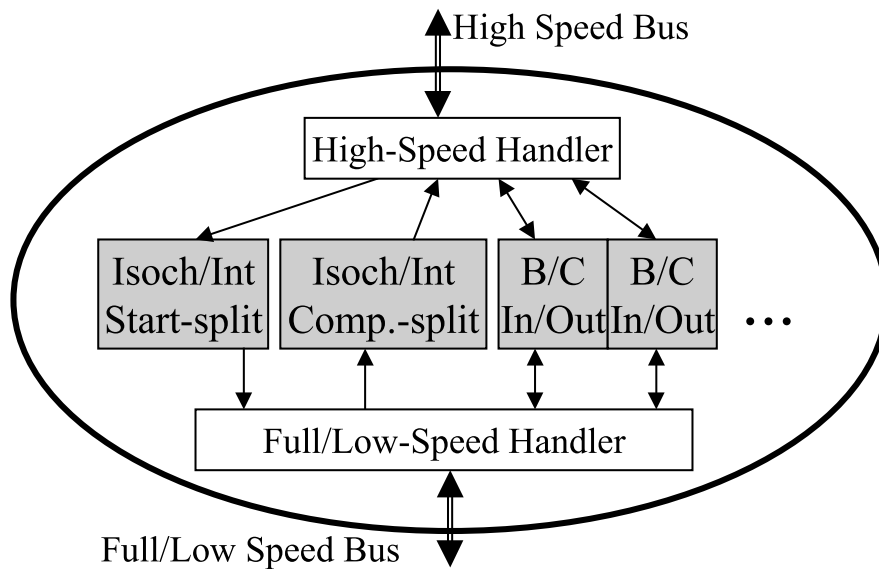 High Speed Bus
High-Speed Handler
Isoch/Int
Start-split
Isoch/Int
Comp.-split
B/C
In/Out
B/C
In/Out
...
Full/Low-Speed Handler
Full/Low Speed Bus